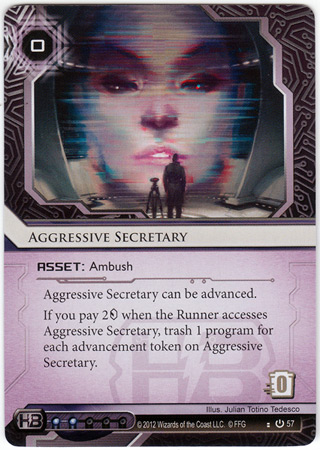 0
AGGRESSIVE SECRETARY
ASSET: Ambush
Aggressive Secretary can be advanced.
If you pay 2 when the Runner accesses
Aggressive Secretary, trash 1 program for
each advancement token on Aggressive
Secretary.
0
Illus. Julian Totino Tedesco
HB
© 2012 Wizards of the Coast LLC. © FFG
57